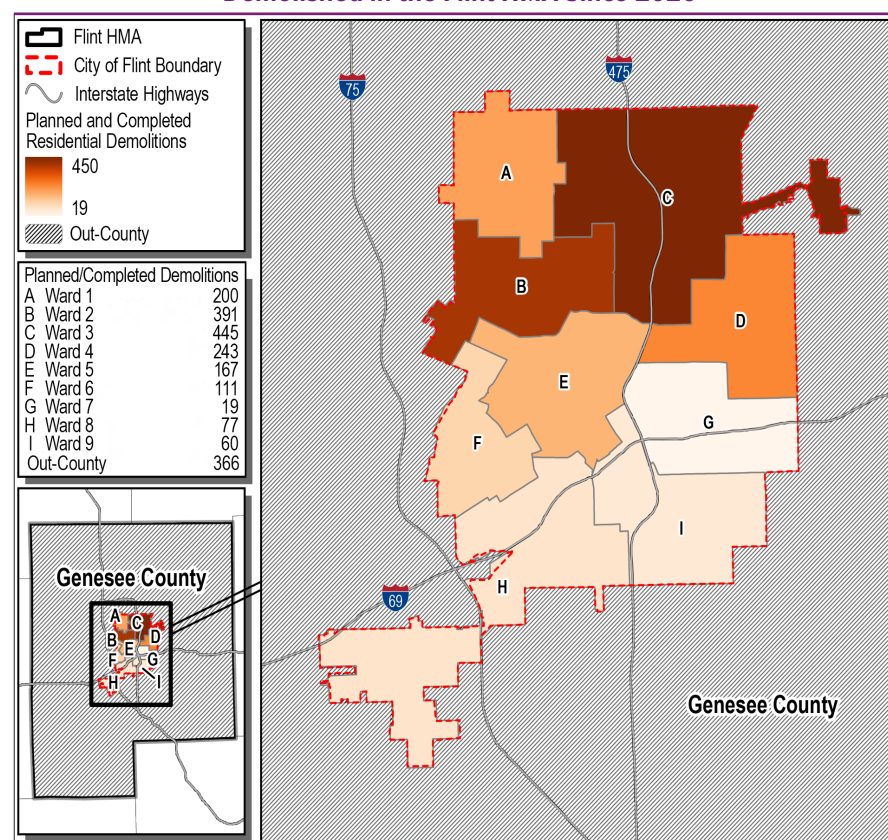 Flint HMA
City of Flint Boundary
Interstate Highways
Planned and Completed
Residential Demolitions
450
19
Out-County
Planned/Completed Demolitions
A Ward 1 200
B Ward 2 391
C Ward 3 445
D Ward 4 243
E Ward 5 167
F Ward 6 111
G Ward 7 19
H Ward 8 77
I Ward 9 60
Out-County 366
Genesee County
A
C
B
D
E
F
G
H
I
75
475
A
C
B
D
E
G
F
I
H
69
Genesee County